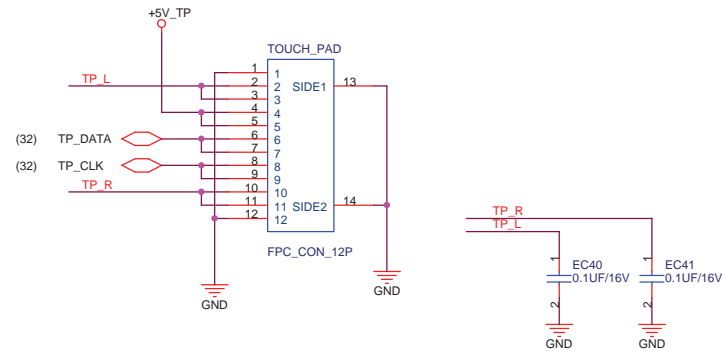 +5V_TP
TOUCH_PAD
TP_L
(32) TP_DATA
(32) TP_CLK
TP_R
1 1
2 2 SIDE1 13
3 3
4 4
5 5
6 6
7 7
8 8
9 9
10 10
11 11 SIDE2 14
12 12
FPC_CON_12P
GND
GND
TP_R
TP_L
1 EC40 1 EC41
0.1UF/16V 0.1UF/16V
2 2
GND GND